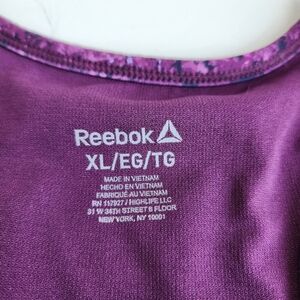 Reebok
XL/EG/TG
MADE IN VIETNAM
HECHO EN VIETNAM
FABRIQUÉ AU VIETNAM
RN 117927 / HIGHLIFE LLC
31 W 34TH STREET 6 FLOOR
NEW YORK, NY 10001